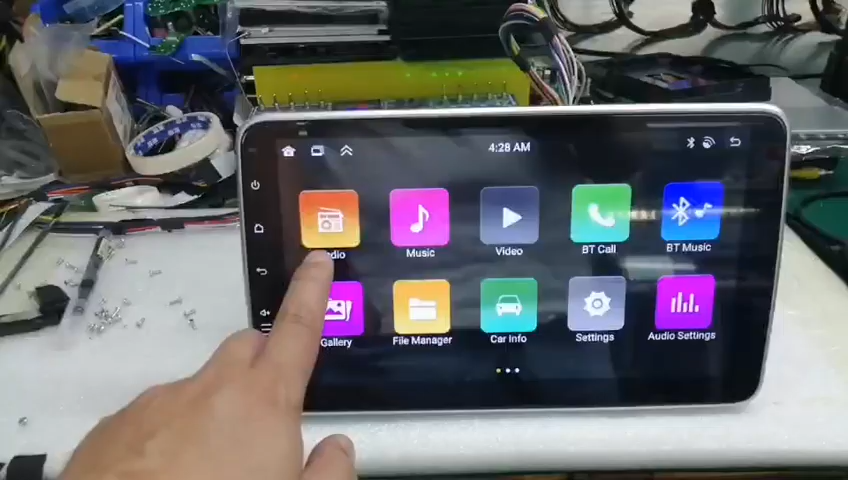 4:28 AM
Music
Video
BT Call
BT Music
Gallery
File Manager
Car Info
Settings
Audio Settings